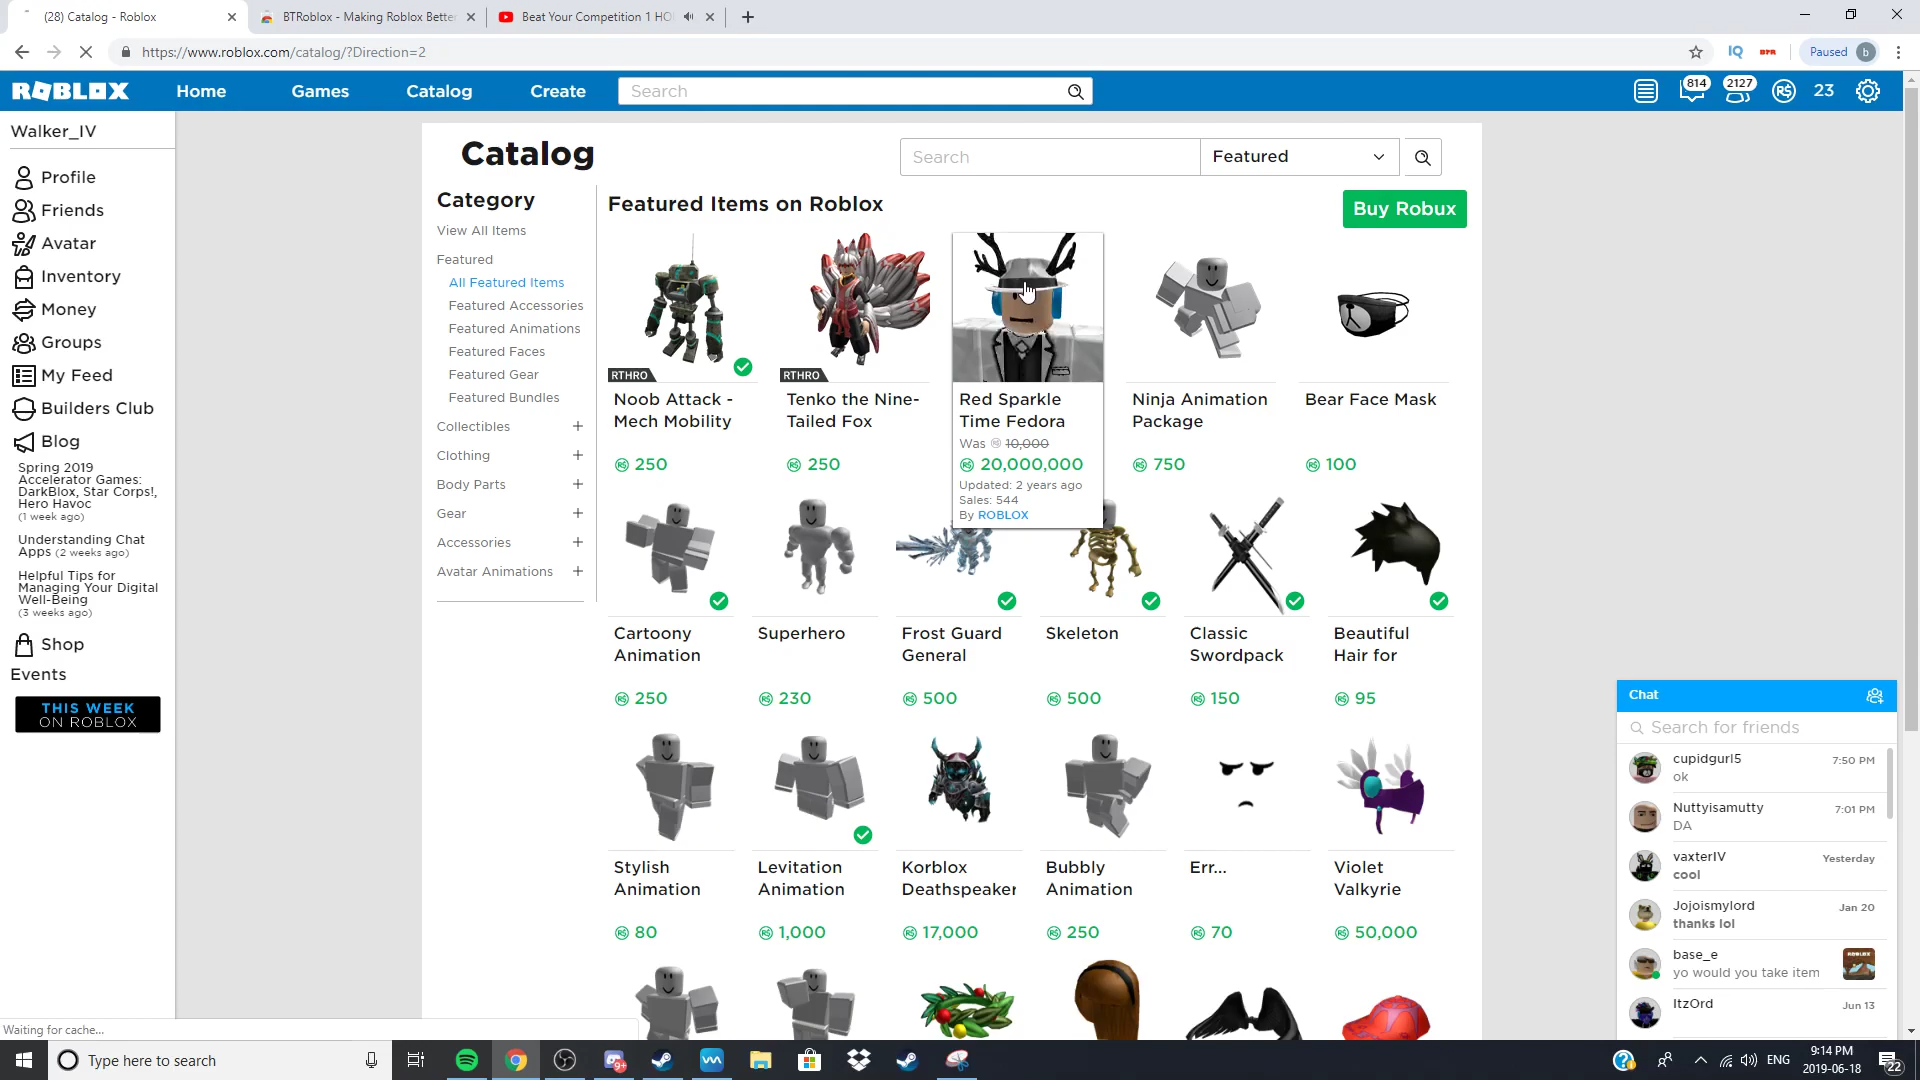 (28) Catalog - Roblox
BTRoblox - Making Roblox Better
Beat Your Competition 1 HO
https://www.roblox.com/catalog/?Direction=2
IQ
BTR
Paused
b
ROBLOX
Home
Games
Catalog
Create
Search
814
2127
R$
23
Walker_IV
Profile
Friends
Avatar
Inventory
Money
Groups
My Feed
Builders Club
Blog
Spring 2019
Accelerator Games:
DarkBlox, Star Corps!,
Hero Havoc
(1 week ago)
Understanding Chat
Apps (2 weeks ago)
Helpful Tips for
Managing Your Digital
Well-Being
(3 weeks ago)
Shop
Events
THIS WEEK
ON ROBLOX
Catalog
Search
Featured
Category
View All Items
Featured
All Featured Items
Featured Accessories
Featured Animations
Featured Faces
Featured Gear
Featured Bundles
Collectibles +
Clothing +
Body Parts +
Gear +
Accessories +
Avatar Animations +
Featured Items on Roblox
Buy Robux
RTHRO
Noob Attack -
Mech Mobility
R$ 250
RTHRO
Tenko the Nine-
Tailed Fox
R$ 250
Red Sparkle
Time Fedora
Was R$ 10,000
R$ 20,000,000
Updated: 2 years ago
Sales: 544
By ROBLOX
Ninja Animation
Package
R$ 750
Bear Face Mask
R$ 100
Cartoony
Animation
R$ 250
Superhero
R$ 230
Frost Guard
General
R$ 500
Skeleton
R$ 500
Classic
Swordpack
R$ 150
Beautiful
Hair for
R$ 95
Stylish
Animation
R$ 80
Levitation
Animation
R$ 1,000
Korblox
Deathspeaker
R$ 17,000
Bubbly
Animation
R$ 250
Err...
R$ 70
Violet
Valkyrie
R$ 50,000
Chat
Search for friends
cupidgurl5 7:50 PM
ok
Nuttyisamutty 7:01 PM
DA
vaxterIV Yesterday
cool
Jojoismylord Jan 20
thanks lol
base_e
yo would you take item
ItzOrd Jun 13
Waiting for cache...
Type here to search
9+
ENG
9:14 PM
2019-06-18
22